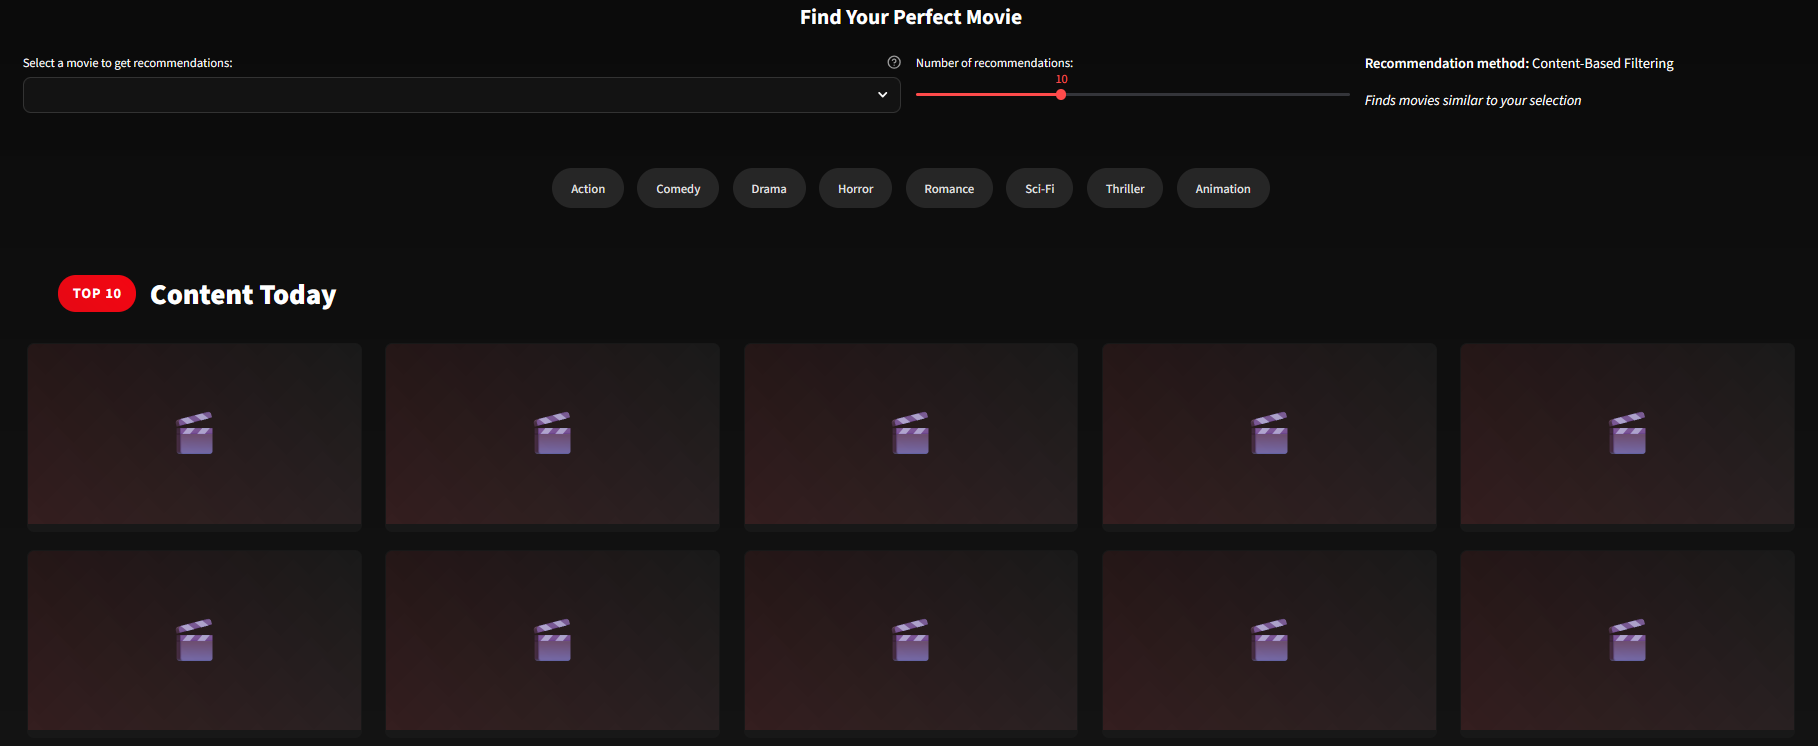 Find Your Perfect Movie
Select a movie to get recommendations:
Number of recommendations:
10
Recommendation method: Content-Based Filtering
Finds movies similar to your selection
Action Comedy Drama Horror Romance Sci-Fi Thriller Animation
TOP 10 Content Today